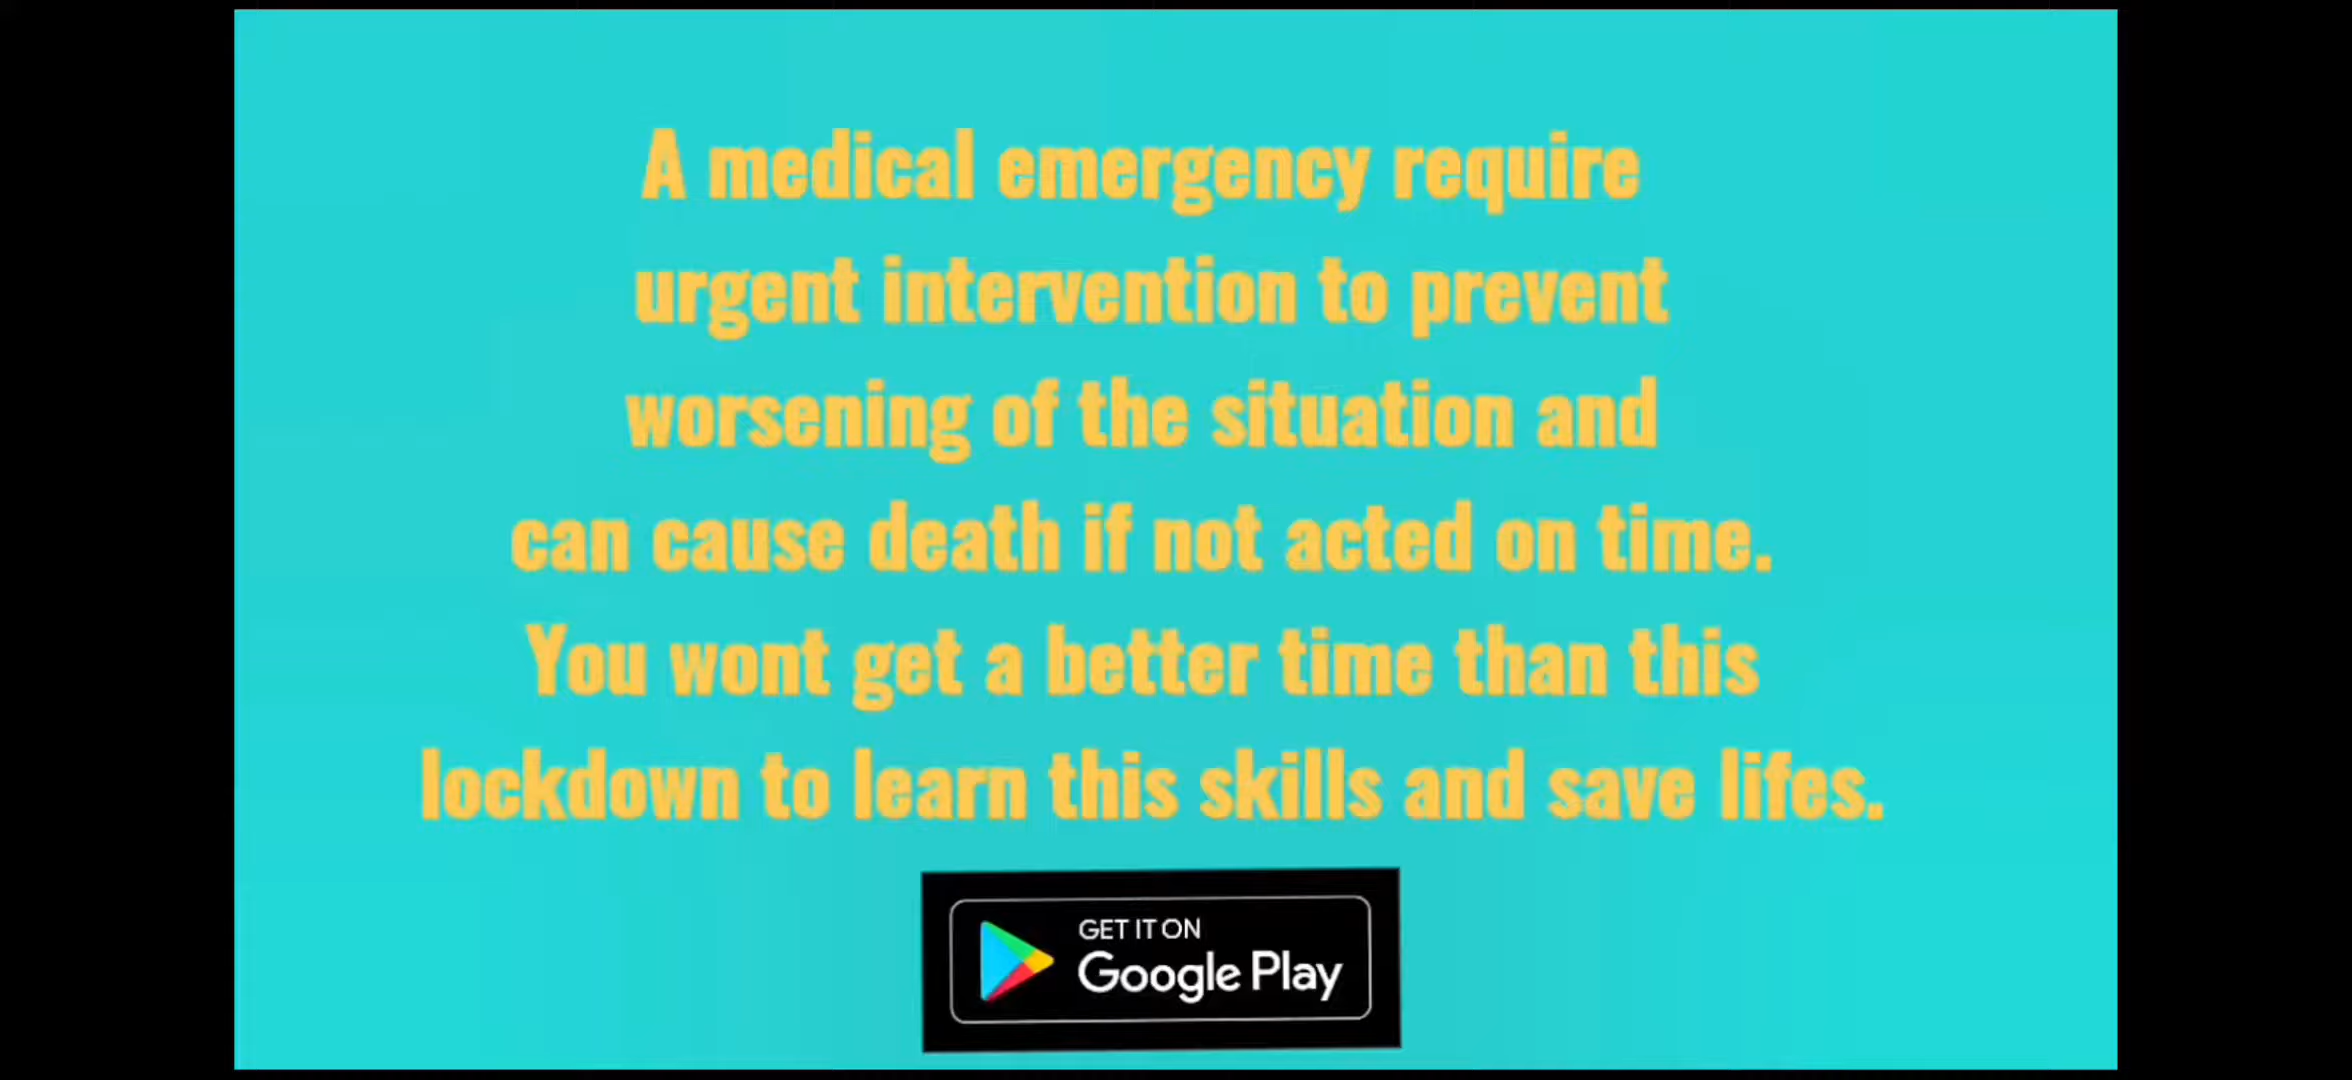 A medical emergency require
urgent intervention to prevent
worsening of the situation and
can cause death if not acted on time.
You wont get a better time than this
lockdown to learn this skills and save lifes.
GET IT ON
Google Play